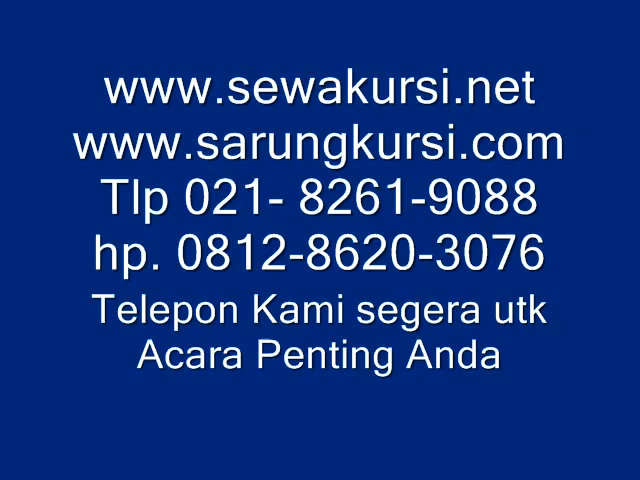 www.sewakursi.net
www.sarungkursi.com
Tlp 021- 8261-9088
hp. 0812-8620-3076
Telepon Kami segera utk
Acara Penting Anda